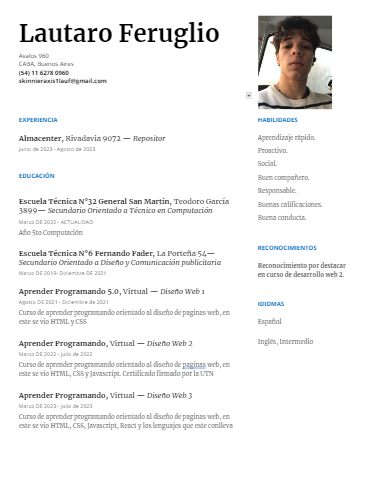 Lautaro Feruglio
Avalos 960
CABA, Buenos Aires
(54) 11 6278 0960
skinnieraxis1lauf@gmail.com
EXPERIENCIA
Almacenter, Rivadavia 9072 — Repositor
Junio de 2023 - Agosto de 2023
EDUCACIÓN
Escuela Técnica N°32 General San Martín, Teodoro García
3899— Secundario Orientado a Técnico en Computación
Marzo DE 2022 - ACTUALIDAD
Año 5to Computación
Escuela Técnica N°6 Fernando Fader, La Porteña 54—
Secundario Orientado a Diseño y Comunicación publicitaria
Marzo DE 2019- Diciembre DE 2021
Aprender Programando 5.0, Virtual — Diseño Web 1
Agosto DE 2021 - Diciembre de 2021
Curso de aprender programando orientado al diseño de paginas web, en
este se vio HTML y CSS
Aprender Programando, Virtual — Diseño Web 2
Marzo DE 2022 - Julio de 2022
Curso de aprender programando orientado al diseño de paginas web, en
este se vio HTML, CSS y Javascript. Certificado firmado por la UTN
Aprender Programando, Virtual — Diseño Web 3
Marzo DE 2023 - Julio de 2023
Curso de aprender programando orientado al diseño de paginas web, en
este se vio HTML, CSS, Javascript, React y los lenguajes que este conlleva
HABILIDADES
Aprendizaje rápido.
Proactivo.
Social.
Buen compañero.
Responsable.
Buenas calificaciones.
Buena conducta.
RECONOCIMIENTOS
Reconocimiento por destacar
en curso de desarrollo web 2.
IDIOMAS
Español
Inglés, Intermedio